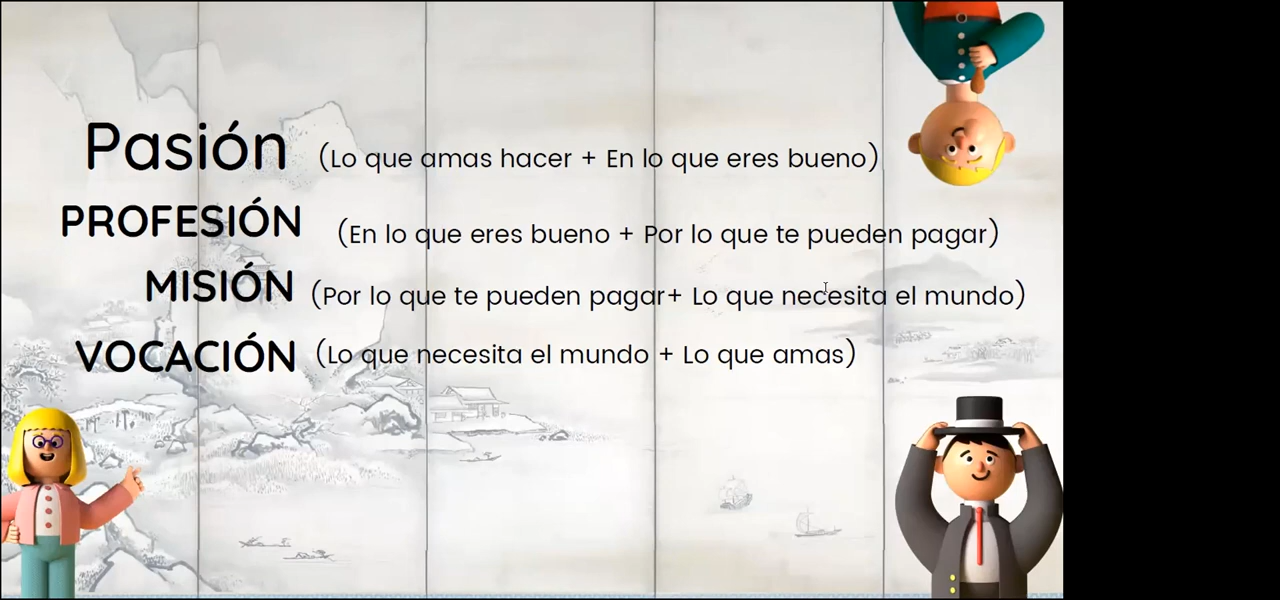 Pasión (Lo que amas hacer + En lo que eres bueno)
PROFESIÓN (En lo que eres bueno + Por lo que te pueden pagar)
MISIÓN (Por lo que te pueden pagar+ Lo que necesita el mundo)
VOCACIÓN (Lo que necesita el mundo + Lo que amas)